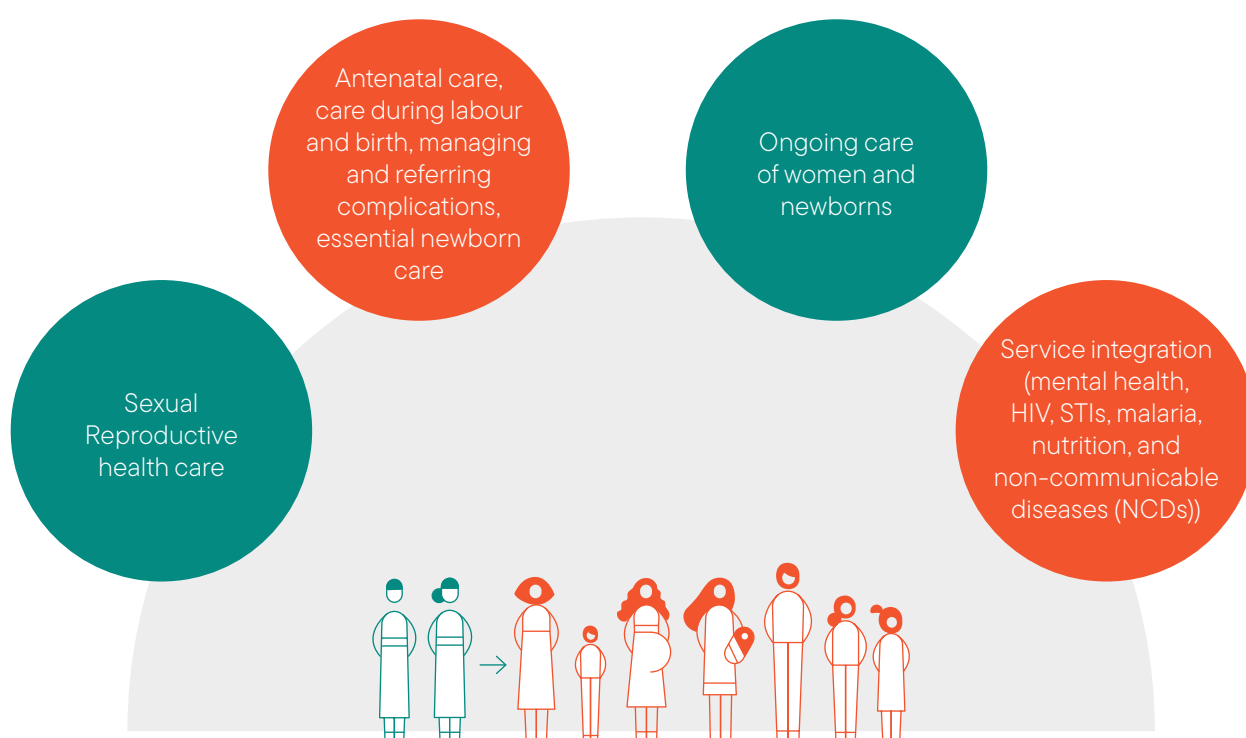 Antenatal care,
care during labour
and birth, managing
and referring
complications,
essential newborn
care
Ongoing care
of women and
newborns
Sexual
Reproductive
health care
Service integration
(mental health,
HIV, STIs, malaria,
nutrition, and
non-communicable
diseases (NCDs))